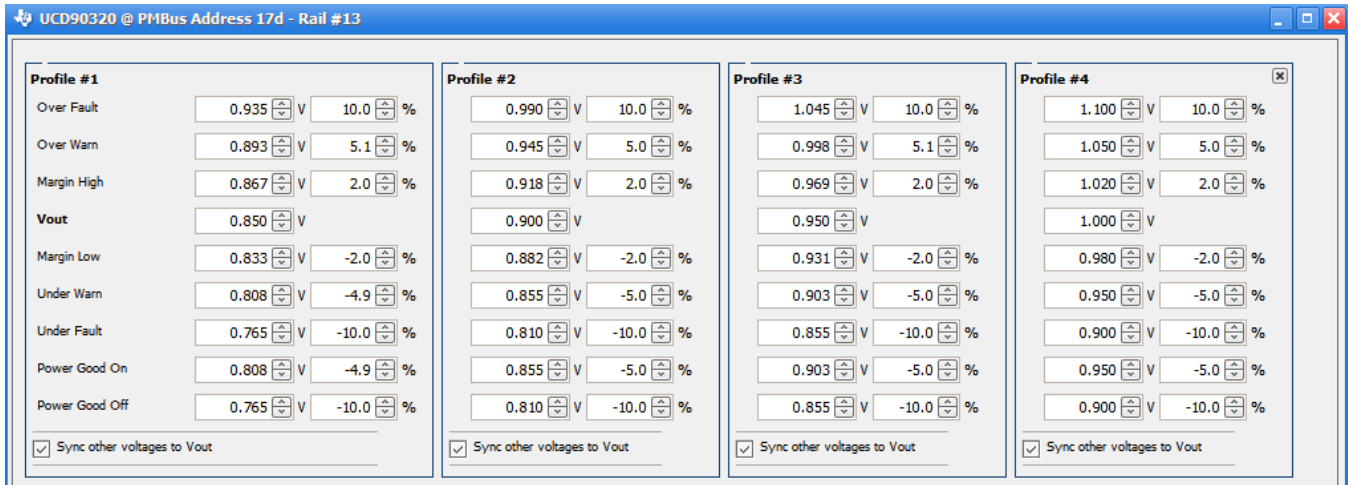 UCD90320 @ PMBus Address 17d - Rail #13
Profile #1 Profile #2 Profile #3 Profile #4
Over Fault 0.935 V 10.0 % 0.990 V 10.0 % 1.045 V 10.0 % 1.100 V 10.0 %
Over Warn 0.893 V 5.1 % 0.945 V 5.0 % 0.998 V 5.1 % 1.050 V 5.0 %
Margin High 0.867 V 2.0 % 0.918 V 2.0 % 0.969 V 2.0 % 1.020 V 2.0 %
Vout 0.850 V 0.900 V 0.950 V 1.000 V
Margin Low 0.833 V -2.0 % 0.882 V -2.0 % 0.931 V -2.0 % 0.980 V -2.0 %
Under Warn 0.808 V -4.9 % 0.855 V -5.0 % 0.903 V -5.0 % 0.950 V -5.0 %
Under Fault 0.765 V -10.0 % 0.810 V -10.0 % 0.855 V -10.0 % 0.900 V -10.0 %
Power Good On 0.808 V -4.9 % 0.855 V -5.0 % 0.903 V -5.0 % 0.950 V -5.0 %
Power Good Off 0.765 V -10.0 % 0.810 V -10.0 % 0.855 V -10.0 % 0.900 V -10.0 %
Sync other voltages to Vout Sync other voltages to Vout Sync other voltages to Vout Sync other voltages to Vout